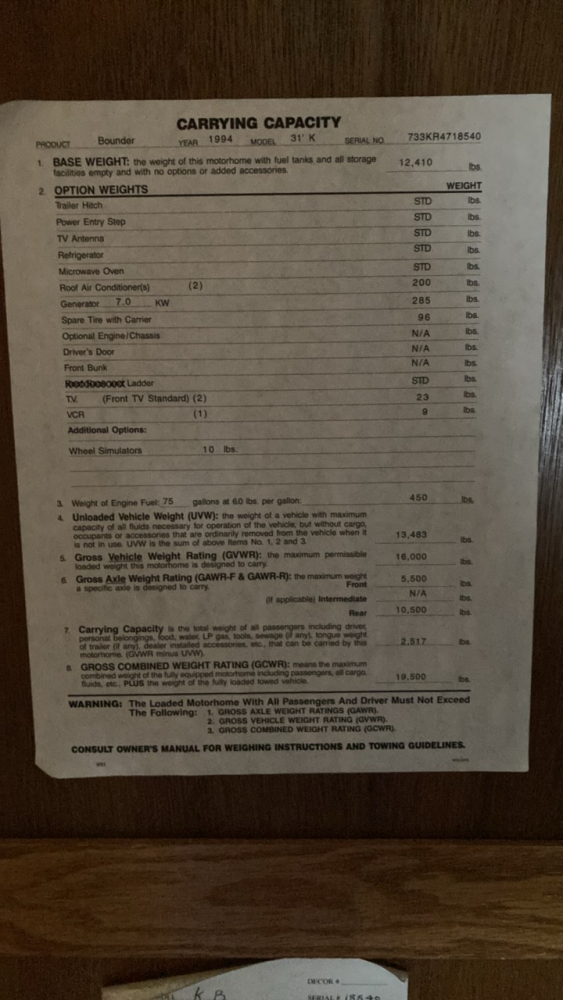 CARRYING CAPACITY
PRODUCT Bounder YEAR 1994 MODEL 31' K SERIAL NO. 733KR4718540
1. BASE WEIGHT: the weight of this motorhome with fuel tanks and all storage 12,410 lbs.
facilities empty and with no options or added accessories.
2. OPTION WEIGHTS WEIGHT
Trailer Hitch STD lbs.
Power Entry Step STD lbs.
TV Antenna STD lbs.
Refrigerator STD lbs.
Microwave Oven STD lbs.
Roof Air Conditioner(s) (2) 200 lbs.
Generator 7.0 KW 285 lbs.
Spare Tire with Carrier 96 lbs.
Optional Engine/Chassis N/A lbs.
Driver's Door N/A lbs.
Front Bunk N/A lbs.
Ladder STD lbs.
TV. (Front TV Standard) (2) 23 lbs.
VCR (1) 9 lbs.
Additional Options:
Wheel Simulators 10 lbs.
3. Weight of Engine Fuel: 75 gallons at 6.0 lbs. per gallon: 450 lbs.
4. Unloaded Vehicle Weight (UVW): the weight of a vehicle with maximum
capacity of all fluids necessary for operation of the vehicle, but without cargo,
occupants or accessories that are ordinarily removed from the vehicle when it 13,483 lbs.
is not in use. UVW is the sum of above items No. 1, 2 and 3.
5. Gross Vehicle Weight Rating (GVWR): the maximum permissible 16,000 lbs.
loaded weight this motorhome is designed to carry.
6. Gross Axle Weight Rating (GAWR-F & GAWR-R): the maximum weight 5,500 lbs.
a specific axle is designed to carry. Front
(if applicable) Intermediate N/A lbs.
Rear 10,500 lbs.
7. Carrying Capacity is the total weight of all passengers including driver,
personal belongings, food, water, LP gas, tools, sewage (if any), tongue weight
of trailer (if any), dealer installed accessories, etc., that can be carried by this 2,517 lbs.
motorhome. (GVWR minus UVW).
8. GROSS COMBINED WEIGHT RATING (GCWR): means the maximum
combined weight of the fully equipped motorhome including passengers, all cargo, 19,500 lbs.
fluids, etc., PLUS the weight of the fully loaded towed vehicle.
WARNING: The Loaded Motorhome With All Passengers And Driver Must Not Exceed
The Following: 1. GROSS AXLE WEIGHT RATINGS (GAWR).
2. GROSS VEHICLE WEIGHT RATING (GVWR).
3. GROSS COMBINED WEIGHT RATING (GCWR).
CONSULT OWNER'S MANUAL FOR WEIGHING INSTRUCTIONS AND TOWING GUIDELINES.
DECOR #
K B SERIAL # 18540